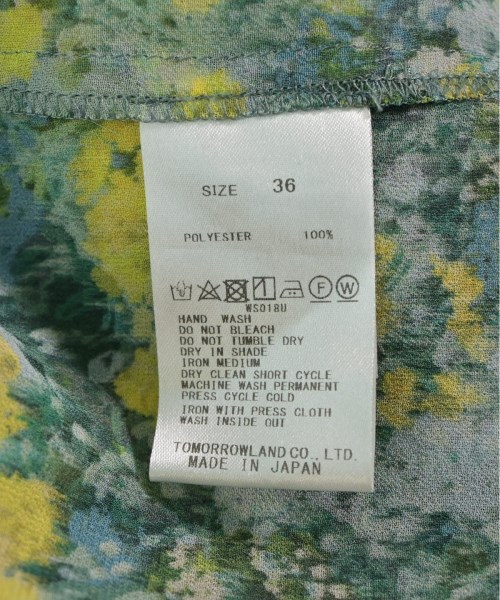 SIZE 36
POLYESTER 100%
F W
WS018U
HAND WASH
DO NOT BLEACH
DO NOT TUMBLE DRY
DRY IN SHADE
IRON MEDIUM
DRY CLEAN SHORT CYCLE
MACHINE WASH PERMANENT
PRESS CYCLE COLD
IRON WITH PRESS CLOTH
WASH INSIDE OUT
TOMORROWLAND CO., LTD.
MADE IN JAPAN